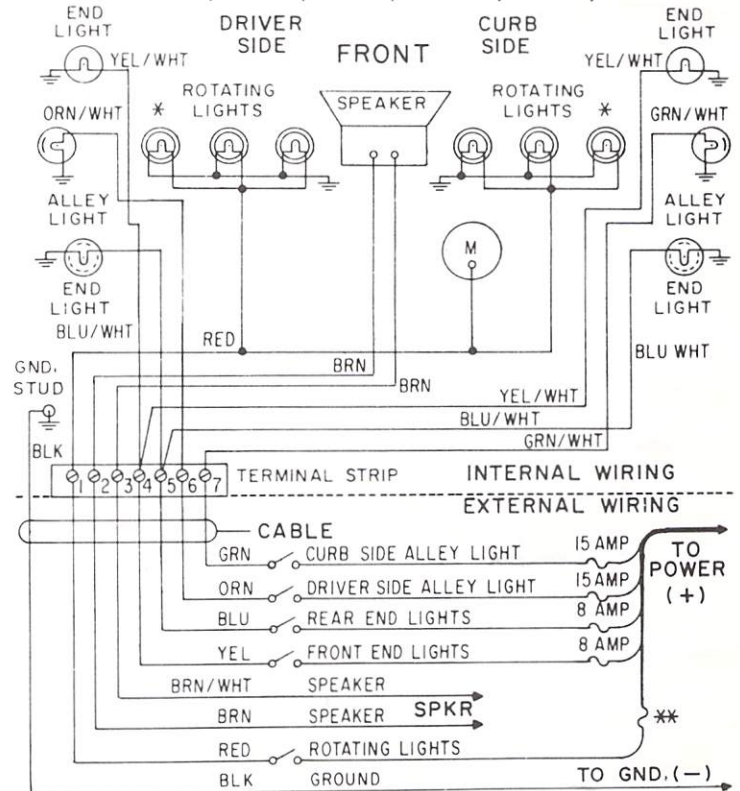 END LIGHT
DRIVER SIDE
FRONT
CURB SIDE
END LIGHT
YEL/WHT
YEL/WHT
ORN/WHT
*
ROTATING LIGHTS
SPEAKER
ROTATING LIGHTS
*
GRN/WHT
ALLEY LIGHT
M
ALLEY LIGHT
END LIGHT
END LIGHT
BLU/WHT
RED
BLU WHT
GND. STUD
BRN
BRN
YEL/WHT
BLU/WHT
GRN/WHT
BLK
1 2 3 4 5 6 7
TERMINAL STRIP
INTERNAL WIRING
EXTERNAL WIRING
CABLE
GRN CURB SIDE ALLEY LIGHT 15 AMP
TO POWER (+)
ORN DRIVER SIDE ALLEY LIGHT 15 AMP
BLU REAR END LIGHTS 8 AMP
YEL FRONT END LIGHTS 8 AMP
BRN/WHT SPEAKER
SPKR
BRN SPEAKER
**
RED ROTATING LIGHTS
BLK GROUND TO GND. (-)